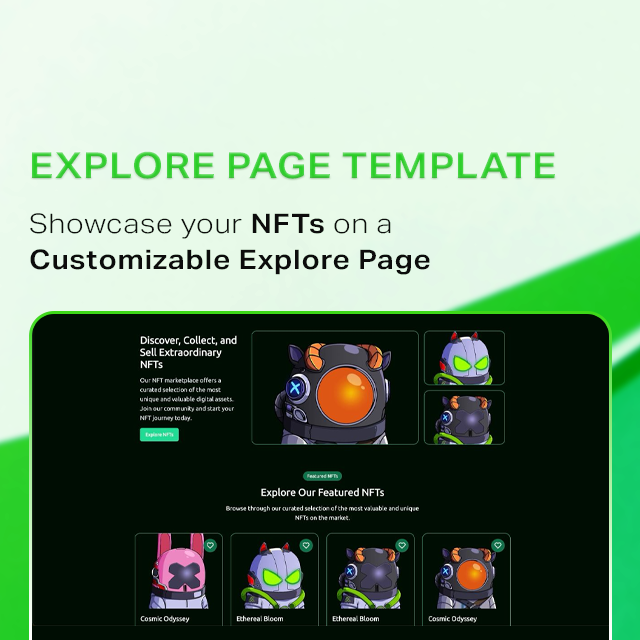 EXPLORE PAGE TEMPLATE
Showcase your NFTs on a
Customizable Explore Page
Discover, Collect, and
Sell Extraordinary
NFTs
Our NFT marketplace offers a
curated selection of the most
unique and valuable digital assets.
Join our community and start your
NFT journey today.
Explore NFTs
Featured NFTs
Explore Our Featured NFTs
Browse through our curated selection of the most valuable and unique
NFTs on the market.
Cosmic Odyssey
Ethereal Bloom
Ethereal Bloom
Cosmic Odyssey